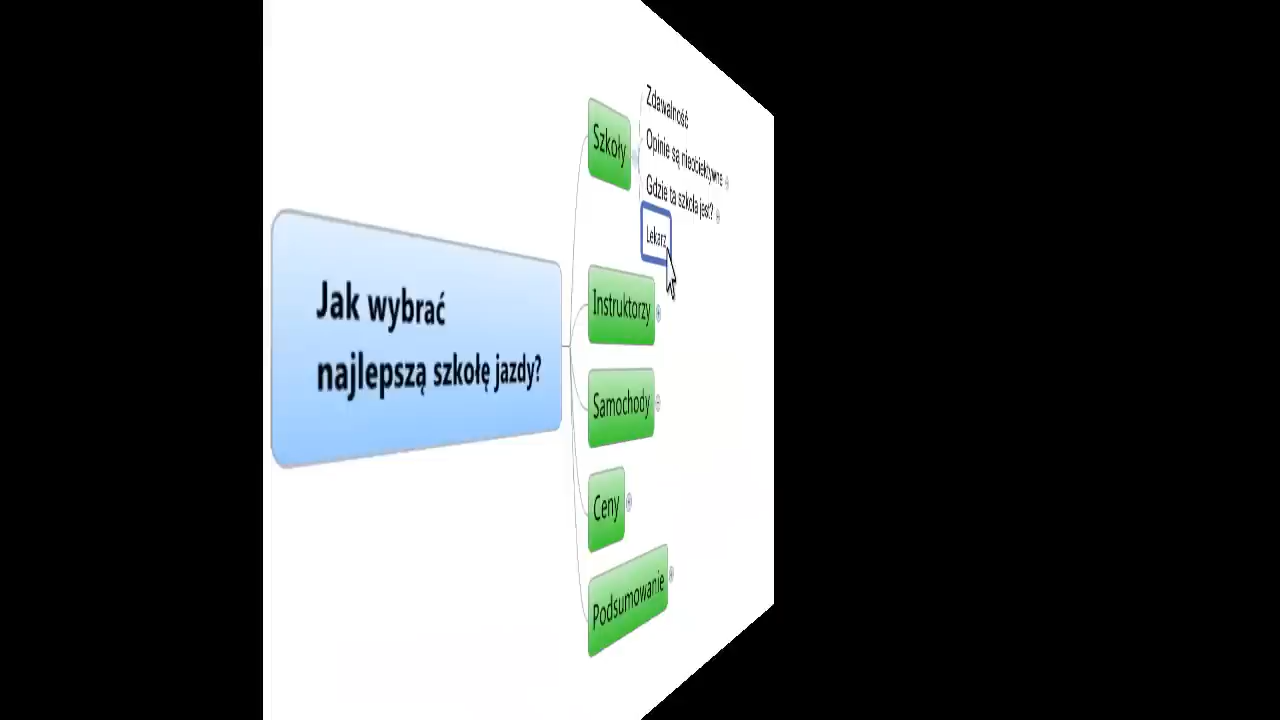 Jak wybrać
najlepszą szkołę jazdy?
Szkoły
Zdawalność
Opinie są nieobiektywne
Gdzie ta szkoła jest?
Lekarz
Instruktorzy
Samochody
Ceny
Podsumowanie